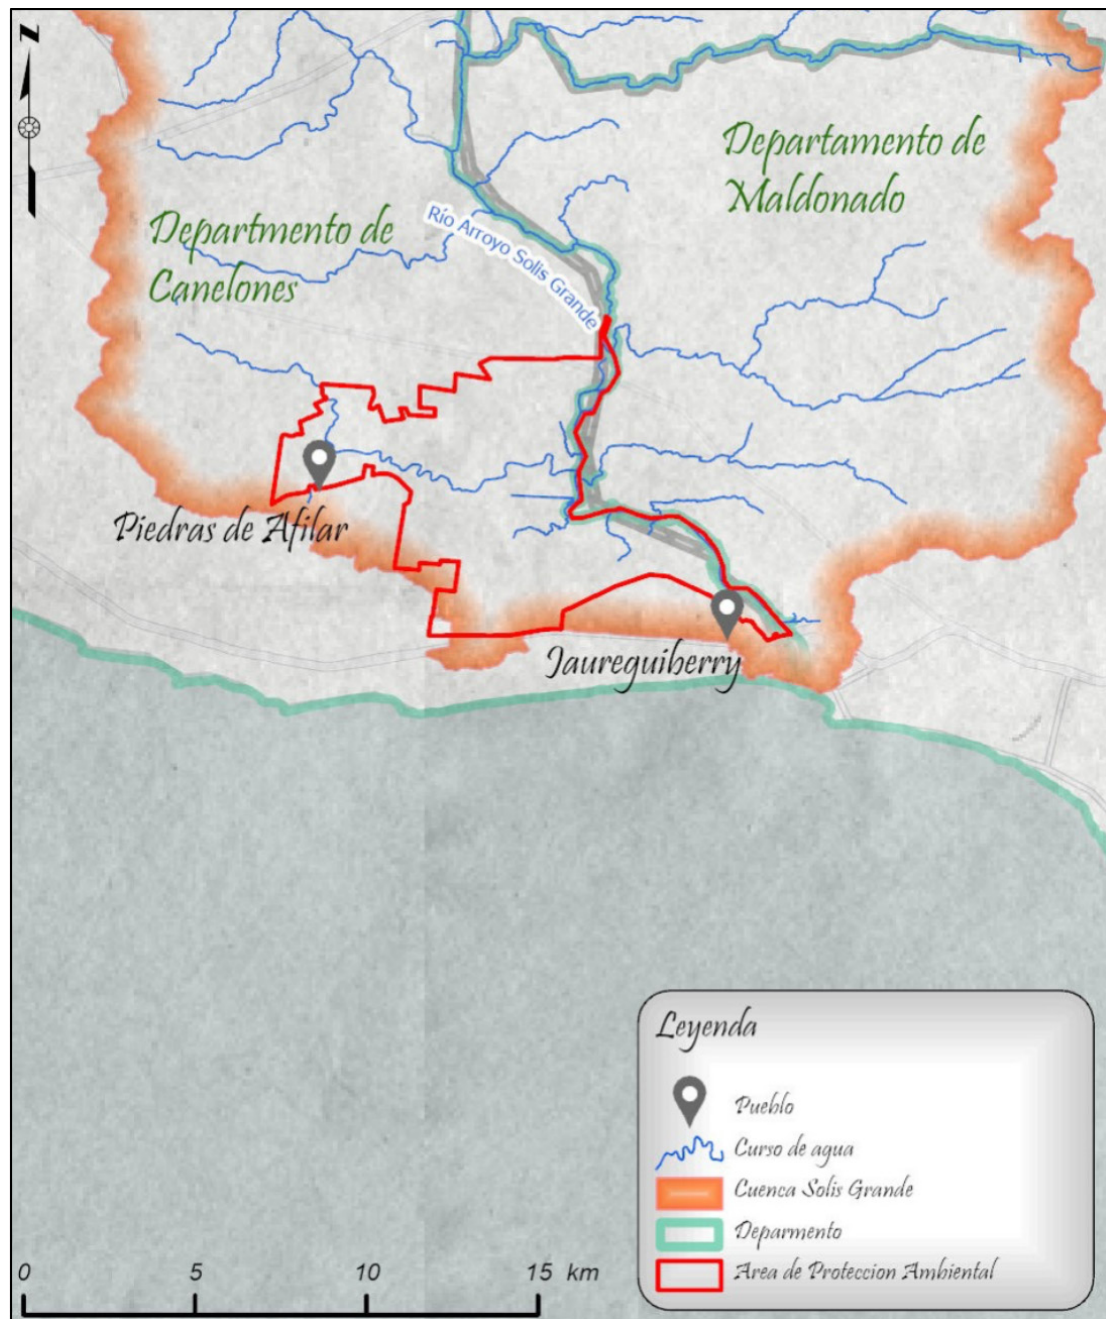 N
Departamento de
Maldonado
Departmento de
Canelones
Río Arroyo Solis Grande
Piedras de Afilar
Jaureguiberry
Leyenda
Pueblo
Curso de agua
Cuenca Solis Grande
Deparmento
Area de Proteccion Ambiental
0 5 10 15 km